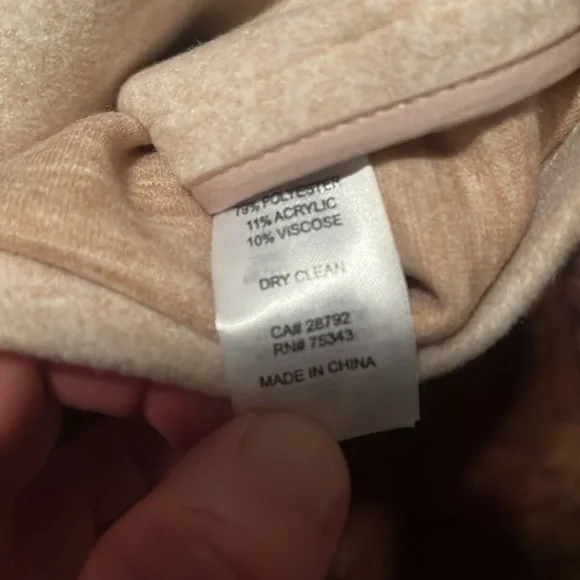 79% POLYESTER
11% ACRYLIC
10% VISCOSE
DRY CLEAN
CA# 28792
RN# 75343
MADE IN CHINA